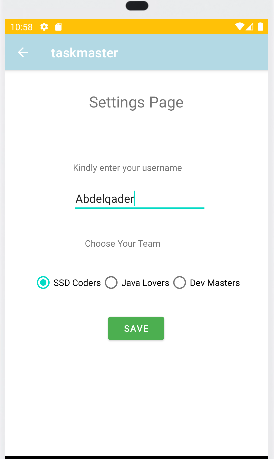 10:58
taskmaster
Settings Page
Kindly enter your username
Abdelqader
Choose Your Team
SSD Coders Java Lovers Dev Masters
SAVE